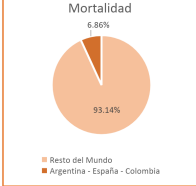 Mortalidad
6.86%
93.14%
Resto del Mundo
Argentina - España - Colombia